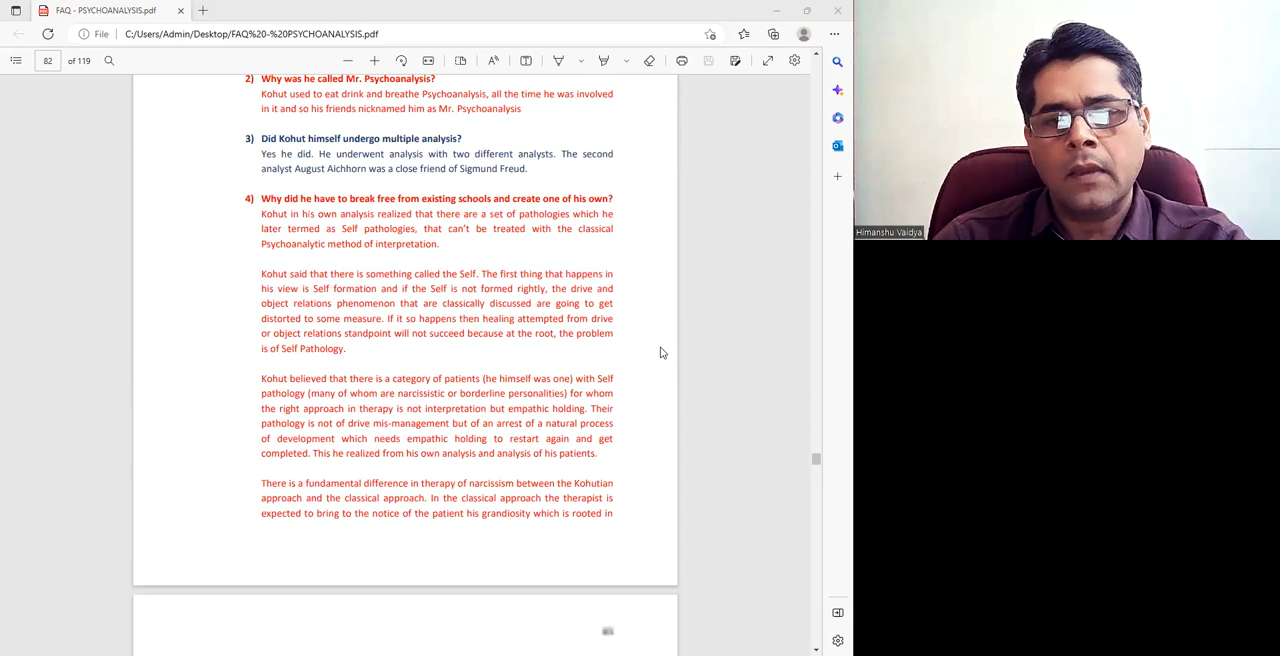 FAQ - PSYCHOANALYSIS.pdf
File
C:/Users/Admin/Desktop/FAQ%20-%20PSYCHOANALYSIS.pdf
82 of 119
2) Why was he called Mr. Psychoanalysis?
Kohut used to eat drink and breathe Psychoanalysis, all the time he was involved
in it and so his friends nicknamed him as Mr. Psychoanalysis
3) Did Kohut himself undergo multiple analysis?
Yes he did. He underwent analysis with two different analysts. The second
analyst August Aichhorn was a close friend of Sigmund Freud.
4) Why did he have to break free from existing schools and create one of his own?
Kohut in his own analysis realized that there are a set of pathologies which he
later termed as Self pathologies, that can't be treated with the classical
Psychoanalytic method of interpretation.
Kohut said that there is something called the Self. The first thing that happens in
his view is Self formation and if the Self is not formed rightly, the drive and
object relations phenomenon that are classically discussed are going to get
distorted to some measure. If it so happens then healing attempted from drive
or object relations standpoint will not succeed because at the root, the problem
is of Self Pathology.
Kohut believed that there is a category of patients (he himself was one) with Self
pathology (many of whom are narcissistic or borderline personalities) for whom
the right approach in therapy is not interpretation but empathic holding. Their
pathology is not of drive mis-management but of an arrest of a natural process
of development which needs empathic holding to restart again and get
completed. This he realized from his own analysis and analysis of his patients.
There is a fundamental difference in therapy of narcissism between the Kohutian
approach and the classical approach. In the classical approach the therapist is
expected to bring to the notice of the patient his grandiosity which is rooted in
Himanshu Vaidya